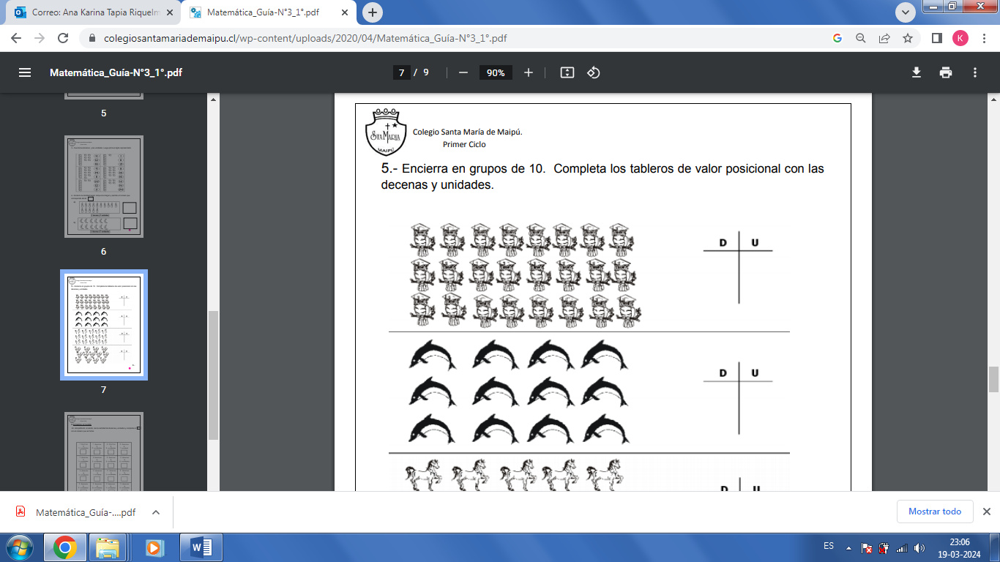 Correo: Ana Karina Tapia Riquelm
Matemática_Guía-N°3_1°.pdf
colegiosantamariademaipu.cl/wp-content/uploads/2020/04/Matemática_Guía-N°3_1°.pdf
K
Matemática_Guía-N°3_1°.pdf
7 / 9
90%
5
6
7
STA MARIA
MAIPÚ
Colegio Santa María de Maipú.
Primer Ciclo
5.- Encierra en grupos de 10. Completa los tableros de valor posicional con las
decenas y unidades.
D U
D U
D U
Matemática_Guía-....pdf
Mostrar todo
ES
23:06
19-03-2024